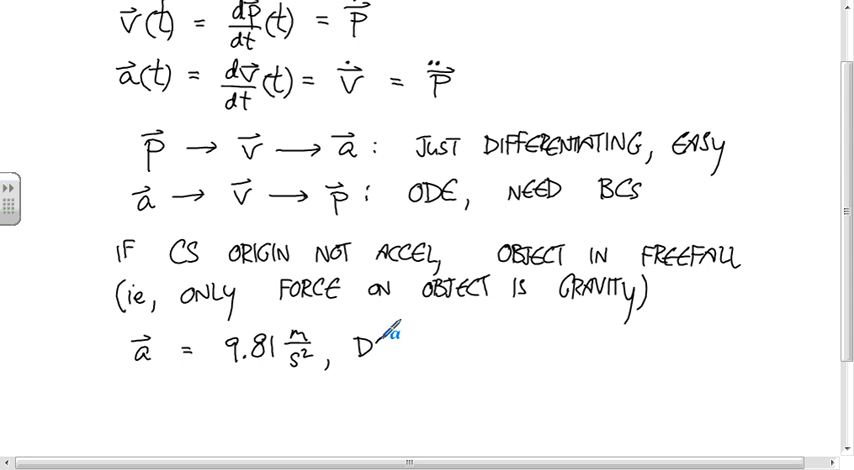 v⃗(t) = dp⃗/dt (t) = p⃗̇
a⃗(t) = dv⃗/dt (t) = v⃗̇ = p⃗̈
p⃗ → v⃗ → a⃗ : JUST DIFFERENTIATING, EASY
a⃗ → v⃗ → p⃗ : ODE, NEED BCS
IF CS ORIGIN NOT ACCEL, OBJECT IN FREEFALL
(ie, ONLY FORCE ON OBJECT IS GRAVITY)
a⃗ = 9.81 m/s², D